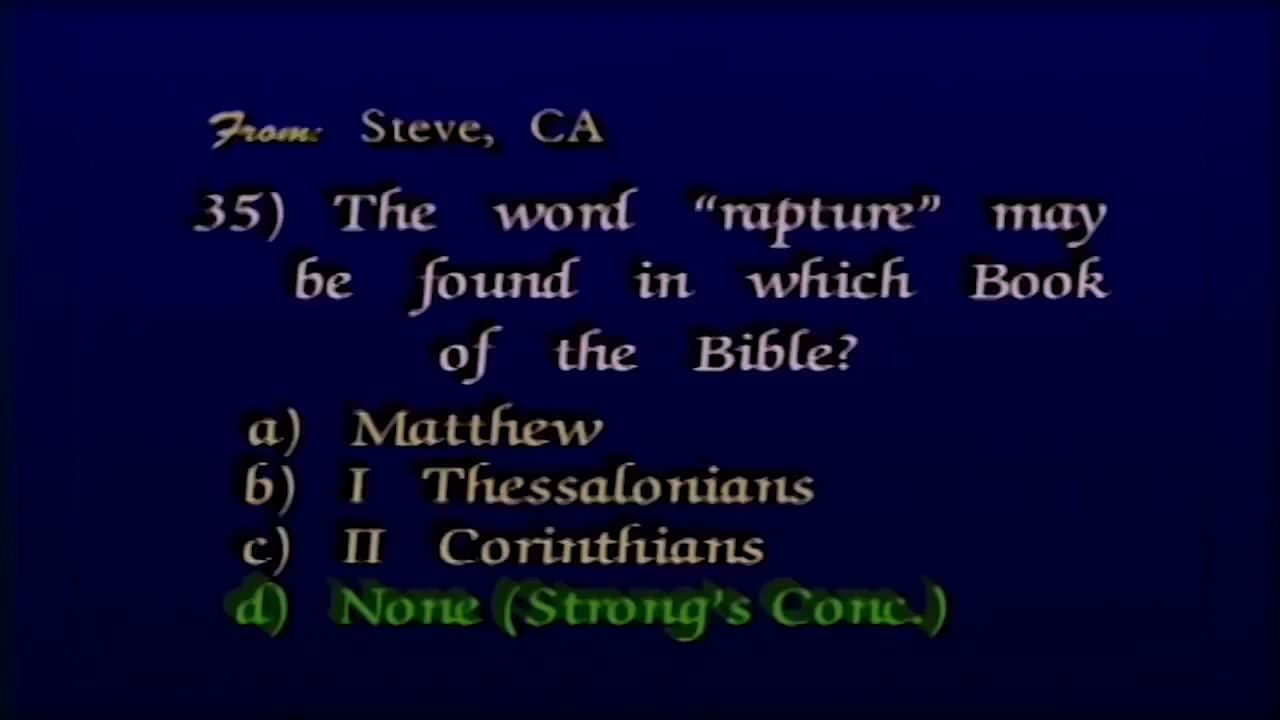 From: Steve, CA
35) The word “rapture” may
be found in which Book
of the Bible?
a) Matthew
b) I Thessalonians
c) II Corinthians
d) None (Strong's Conc.)